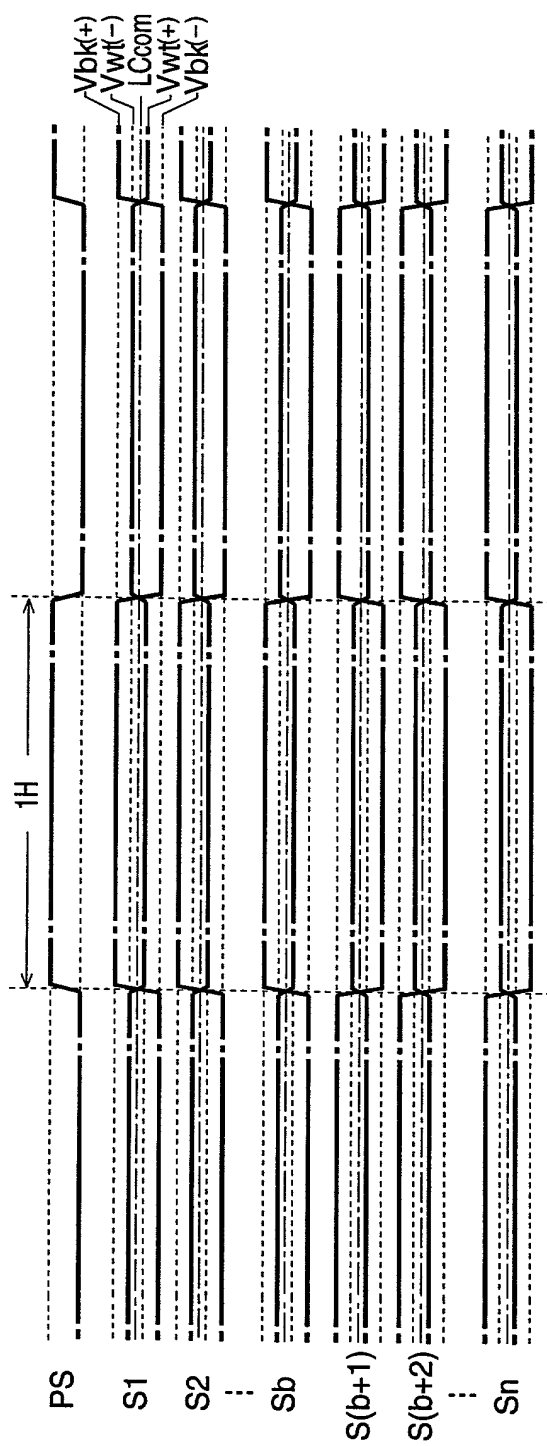 1H
Vbk(+)
Vwt(−)
LCcom
Vwt(+)
Vbk(−)
PS
S1
S2
Sb
S(b+1)
S(b+2)
Sn